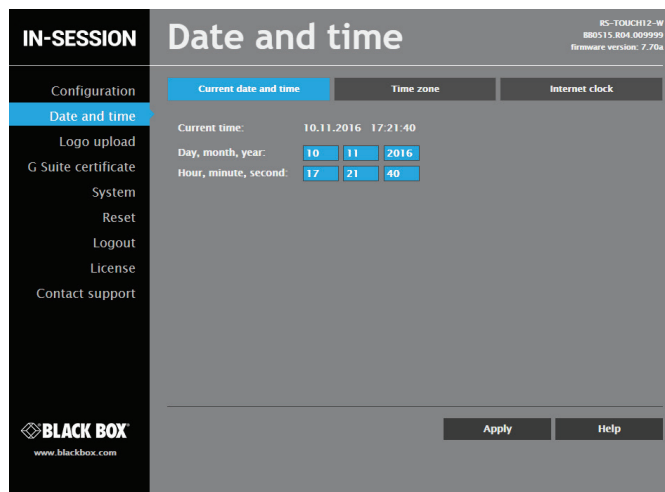 IN-SESSION
Date and time
RS-TOUCH12-W
880515.R04.009999
firmware version: 7.70a
Configuration
Date and time
Logo upload
G Suite certificate
System
Reset
Logout
License
Contact support
Current date and time
Time zone
Internet clock
Current time: 10.11.2016 17:21:40
Day, month, year: 10 11 2016
Hour, minute, second: 17 21 40
BLACK BOX®
www.blackbox.com
Apply
Help